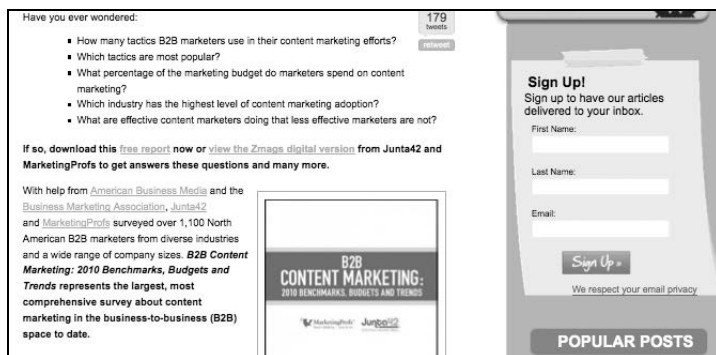 Have you ever wondered:
179
tweets
retweet
How many tactics B2B marketers use in their content marketing efforts?
Which tactics are most popular?
What percentage of the marketing budget do marketers spend on content
marketing?
Which industry has the highest level of content marketing adoption?
What are effective content marketers doing that less effective marketers are not?
If so, download this free report now or view the Zmags digital version from Junta42 and
MarketingProfs to get answers these questions and many more.
With help from American Business Media and the
Business Marketing Association, Junta42
and MarketingProfs surveyed over 1,100 North
American B2B marketers from diverse industries
and a wide range of company sizes. B2B Content
Marketing: 2010 Benchmarks, Budgets and
Trends represents the largest, most
comprehensive survey about content
marketing in the business-to-business (B2B)
space to date.
B2B
CONTENT MARKETING:
2010 BENCHMARKS, BUDGETS AND TRENDS
MarketingProfs
Junta42
Sign Up!
Sign up to have our articles
delivered to your inbox.
First Name:
Last Name:
Email:
Sign Up »
We respect your email privacy
POPULAR POSTS